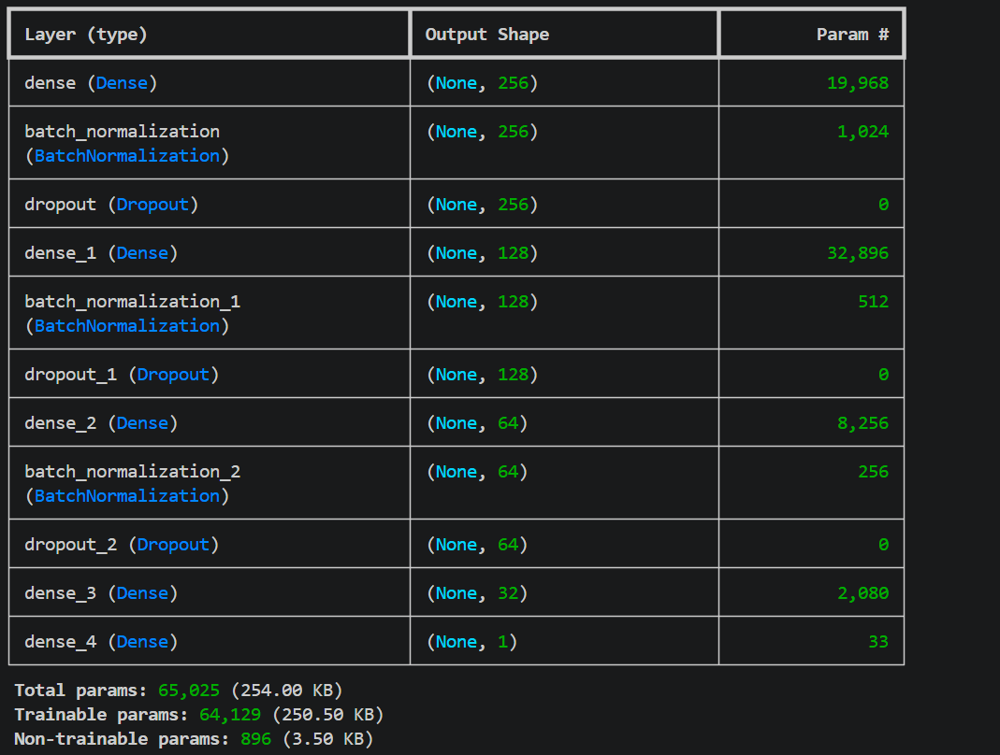 Layer (type) Output Shape Param #
dense (Dense) (None, 256) 19,968
batch_normalization (None, 256) 1,024
(BatchNormalization)
dropout (Dropout) (None, 256) 0
dense_1 (Dense) (None, 128) 32,896
batch_normalization_1 (None, 128) 512
(BatchNormalization)
dropout_1 (Dropout) (None, 128) 0
dense_2 (Dense) (None, 64) 8,256
batch_normalization_2 (None, 64) 256
(BatchNormalization)
dropout_2 (Dropout) (None, 64) 0
dense_3 (Dense) (None, 32) 2,080
dense_4 (Dense) (None, 1) 33
Total params: 65,025 (254.00 KB)
Trainable params: 64,129 (250.50 KB)
Non-trainable params: 896 (3.50 KB)